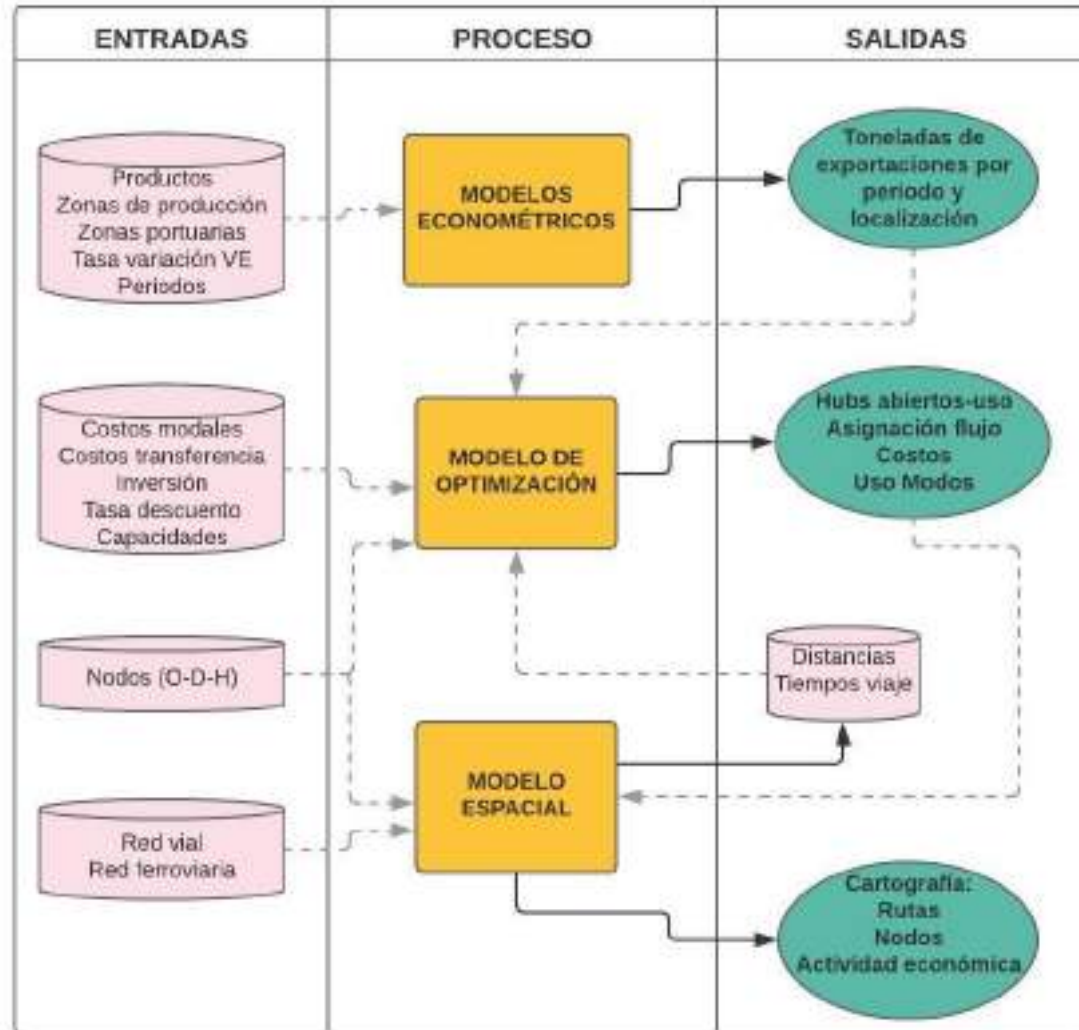 ENTRADAS
PROCESO
SALIDAS
Productos
Zonas de producción
Zonas portuarias
Tasa variación VE
Periodos
MODELOS
ECONOMÉTRICOS
Toneladas de
exportaciones por
periodo y
localización
Costos modales
Costos transferencia
Inversión
Tasa descuento
Capacidades
MODELO DE
OPTIMIZACIÓN
Hubs abiertos-uso
Asignación flujo
Costos
Uso Modos
Nodos (O-D-H)
Distancias
Tiempos viaje
MODELO
ESPACIAL
Red vial
Red ferroviaria
Cartografía:
Rutas
Nodos
Actividad económica